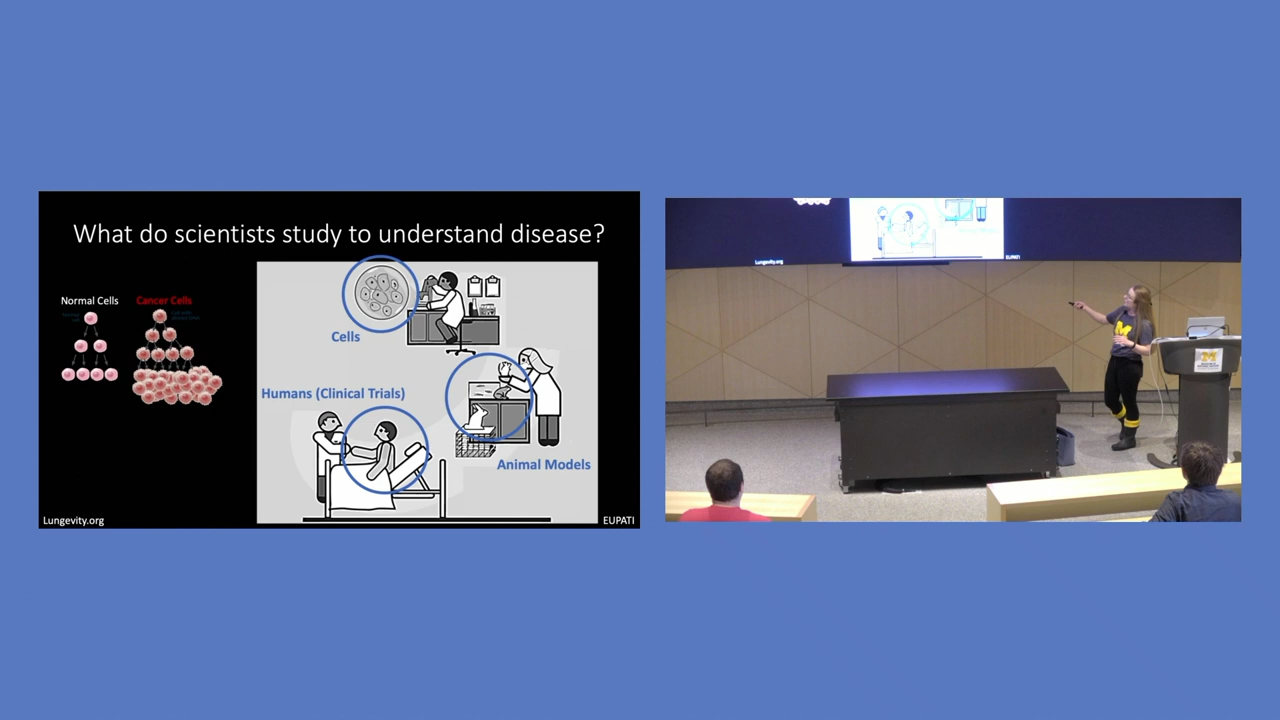 What do scientists study to understand disease?
Normal Cells
Cancer Cells
Cells
Humans (Clinical Trials)
Animal Models
Lungevity.org
EUPATI
Lungevity.org
EUPATI
M
M